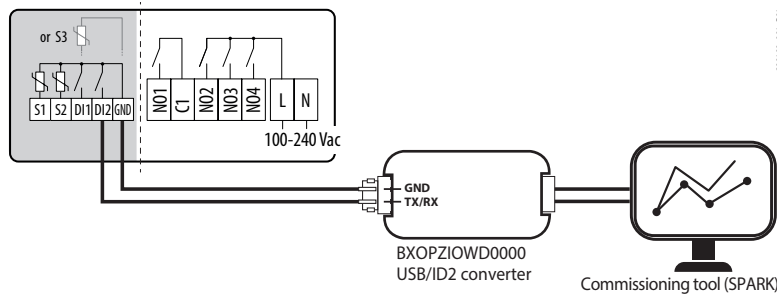 or S3
S1 S2 DI1 DI2 GND
NO1 C1 NO2 NO3 NO4 L N
100-240 Vac
GND
TX/RX
BXOPZIOWD0000
USB/ID2 converter
Commissioning tool (SPARK)